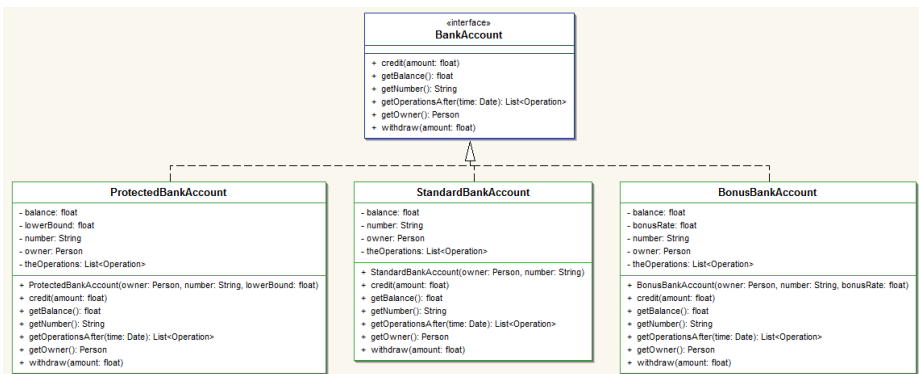 «interface»
BankAccount
+ credit(amount: float)
+ getBalance(): float
+ getNumber(): String
+ getOperationsAfter(time: Date): List<Operation>
+ getOwner(): Person
+ withdraw(amount: float)
ProtectedBankAccount
- balance: float
- lowerBound: float
- number: String
- owner: Person
- theOperations: List<Operation>
+ ProtectedBankAccount(owner: Person, number: String, lowerBound: float)
+ credit(amount: float)
+ getBalance(): float
+ getNumber(): String
+ getOperationsAfter(time: Date): List<Operation>
+ getOwner(): Person
+ withdraw(amount: float)
StandardBankAccount
- balance: float
- number: String
- owner: Person
- theOperations: List<Operation>
+ StandardBankAccount(owner: Person, number: String)
+ credit(amount: float)
+ getBalance(): float
+ getNumber(): String
+ getOperationsAfter(time: Date): List<Operation>
+ getOwner(): Person
+ withdraw(amount: float)
BonusBankAccount
- balance: float
- bonusRate: float
- number: String
- owner: Person
- theOperations: List<Operation>
+ BonusBankAccount(owner: Person, number: String, bonusRate: float)
+ credit(amount: float)
+ getBalance(): float
+ getNumber(): String
+ getOperationsAfter(time: Date): List<Operation>
+ getOwner(): Person
+ withdraw(amount: float)